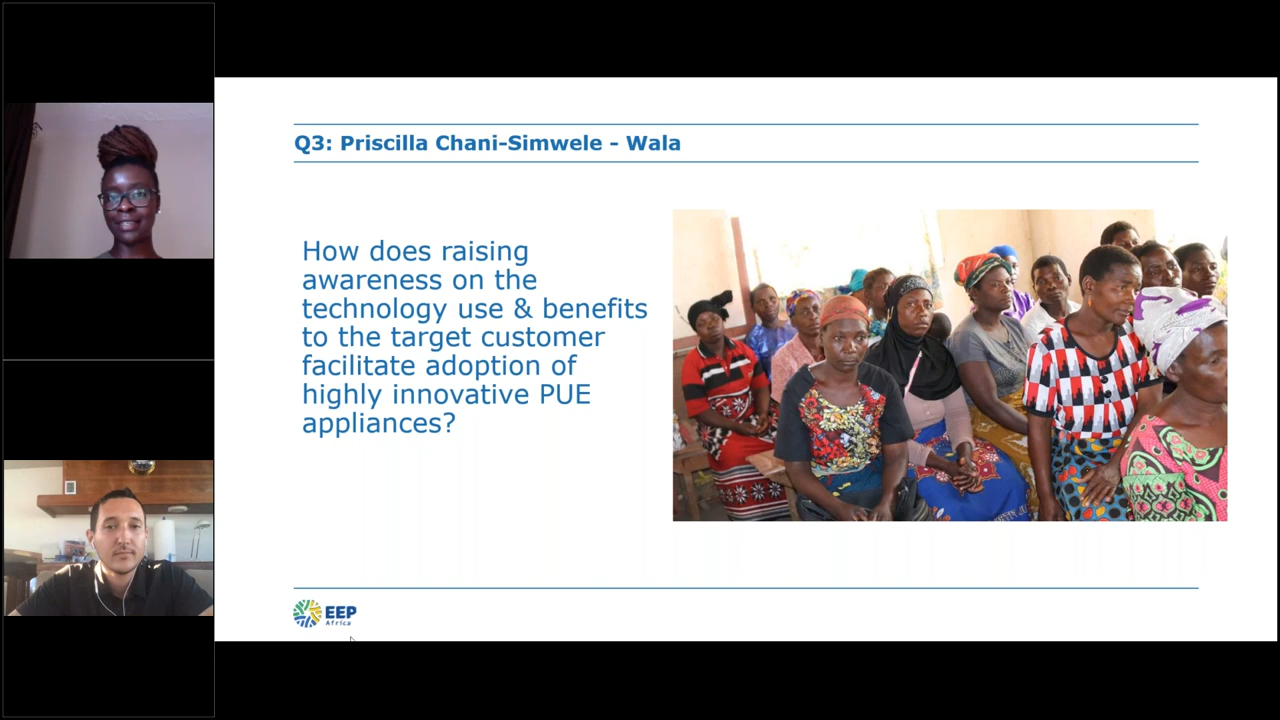 Q3: Priscilla Chani-Simwele - Wala
How does raising
awareness on the
technology use & benefits
to the target customer
facilitate adoption of
highly innovative PUE
appliances?
EEP
Africa